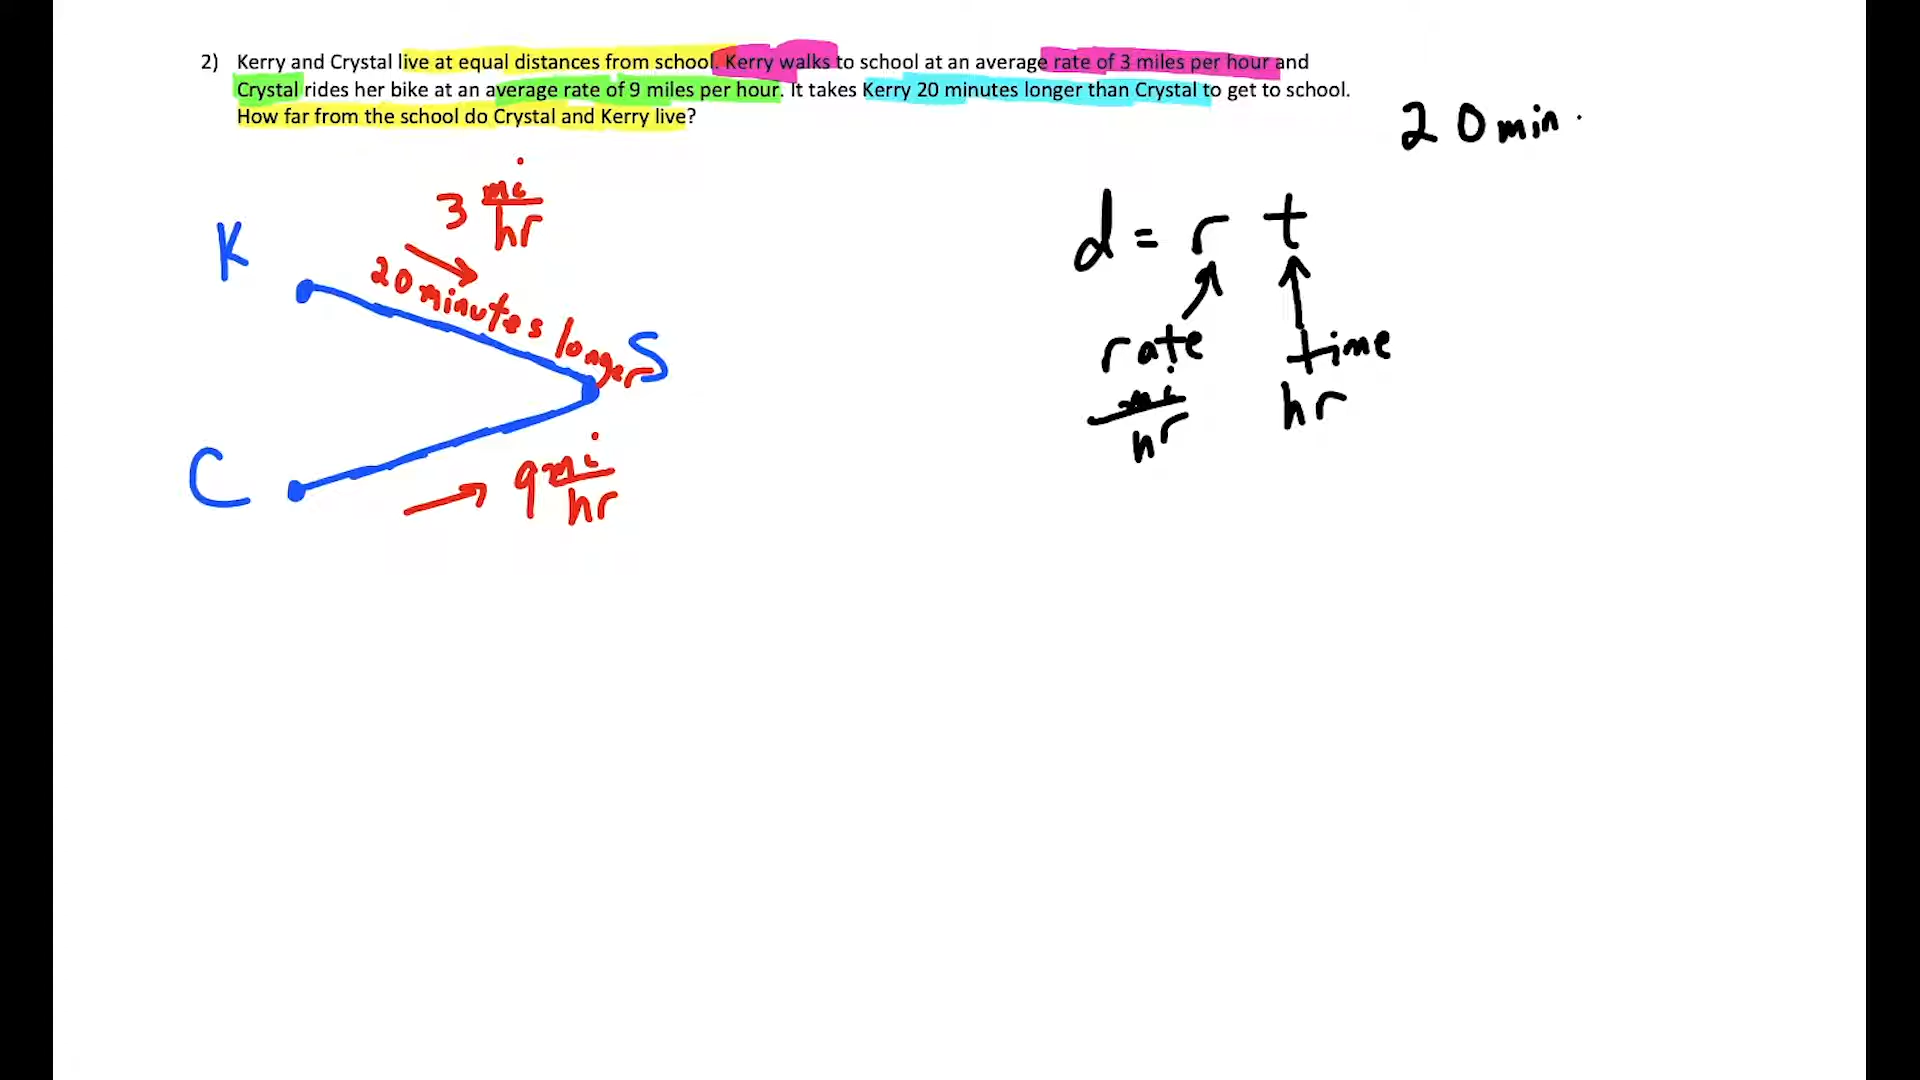 2) Kerry and Crystal live at equal distances from school. Kerry walks to school at an average rate of 3 miles per hour and
Crystal rides her bike at an average rate of 9 miles per hour. It takes Kerry 20 minutes longer than Crystal to get to school.
How far from the school do Crystal and Kerry live?
20 min.
3 mi/hr
K
20 minutes longer
S
C
9 mi/hr
d = r t
rate time
mi/hr hr